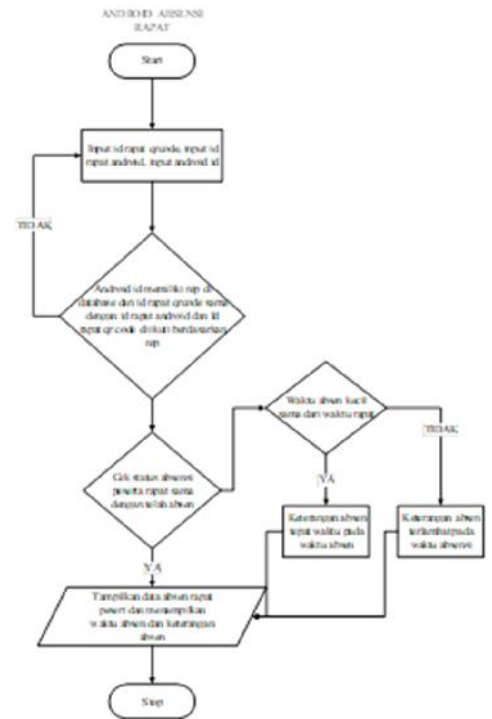 ANDROID ABSENSI
RAPAT
Start
Input id rapat qrcode, input id
rapat android, input android id
TIDAK
Android id memiliki nip di
database dan id rapat qrcode sama
dengan id rapat android dan id
rapat qr code diikuti berdasarkan
nip
Waktu absen kecil
sama dari waktu rapat
TIDAK
YA
Cek status absensi
peserta rapat sama
dengan telah absen
Keterangan absen
tepat waktu pada
waktu absen
Keterangan absen
terlambat pada
waktu absensi
YA
Tampilkan data absen rapat
pesert dan menampilkan
waktu absen dan keterangan
absen
Stop